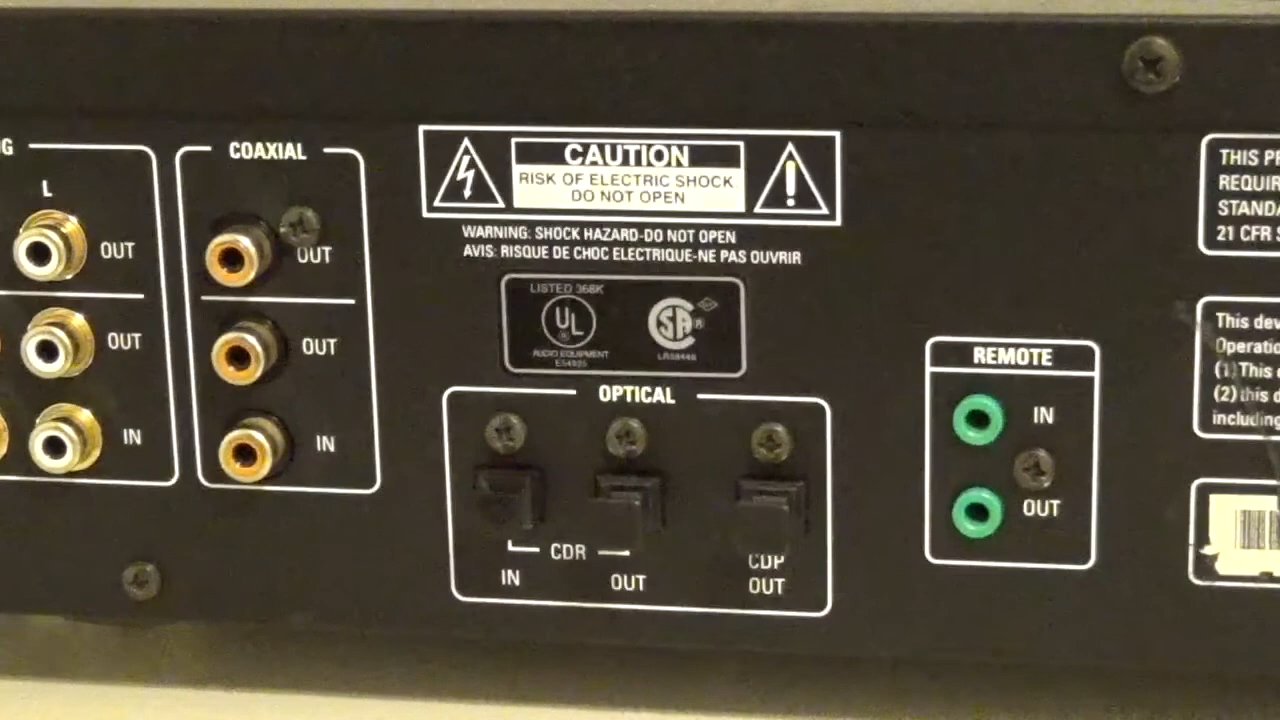 G
L
OUT
OUT
IN
COAXIAL
OUT
OUT
IN
CAUTION
RISK OF ELECTRIC SHOCK
DO NOT OPEN
WARNING: SHOCK HAZARD-DO NOT OPEN
AVIS: RISQUE DE CHOC ELECTRIQUE-NE PAS OUVRIR
LISTED 368K
UL
AUDIO EQUIPMENT
SA
OPTICAL
CDR
IN
OUT
CDP
OUT
REMOTE
IN
OUT
THIS
REQUIR
STANDA
21 CFR
This dev
Operatio
(1) This
(2) this d
including